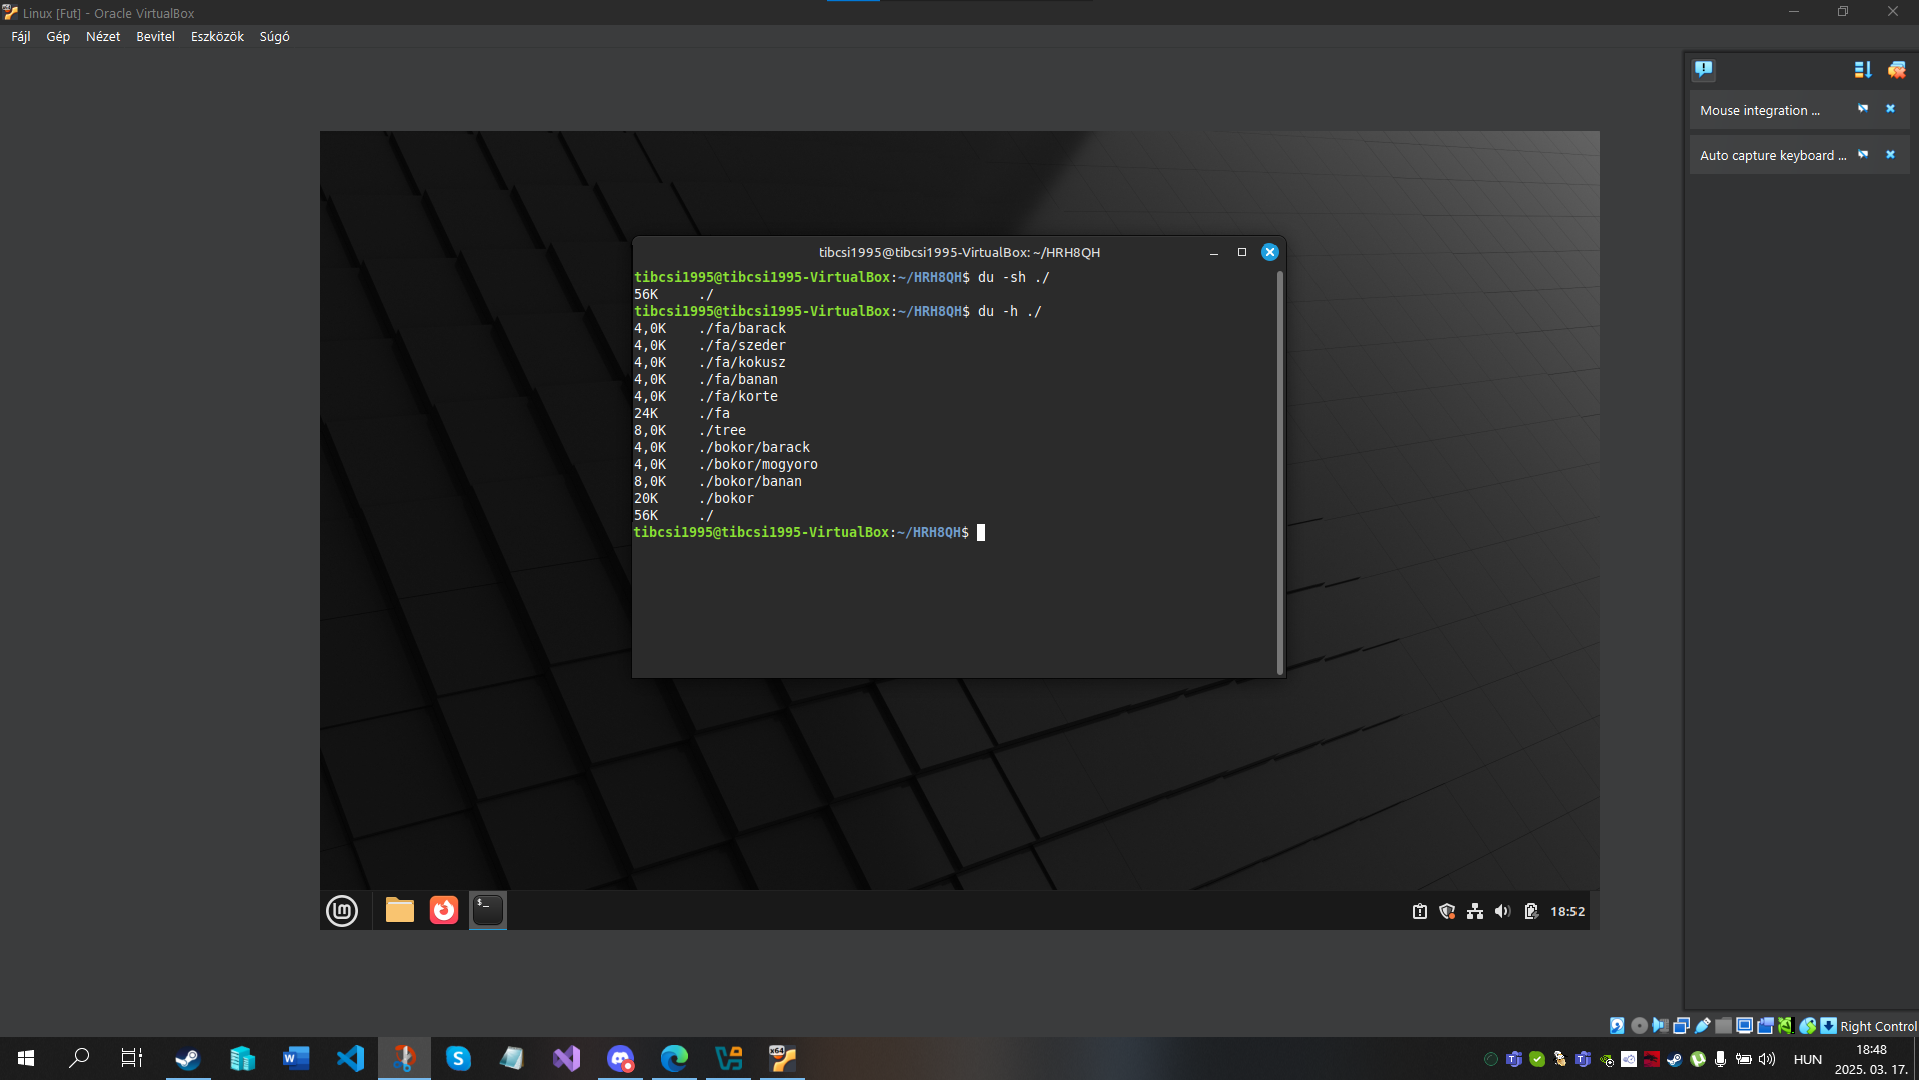 Linux [Fut] - Oracle VirtualBox
Fájl Gép Nézet Bevitel Eszközök Súgó
Mouse integration ...
Auto capture keyboard ...
tibcsi1995@tibcsi1995-VirtualBox: ~/HRH8QH
tibcsi1995@tibcsi1995-VirtualBox:~/HRH8QH$ du -sh ./
56K ./
tibcsi1995@tibcsi1995-VirtualBox:~/HRH8QH$ du -h ./
4,0K ./fa/barack
4,0K ./fa/szeder
4,0K ./fa/kokusz
4,0K ./fa/banan
4,0K ./fa/korte
24K ./fa
8,0K ./tree
4,0K ./bokor/barack
4,0K ./bokor/mogyoro
8,0K ./bokor/banan
20K ./bokor
56K ./
tibcsi1995@tibcsi1995-VirtualBox:~/HRH8QH$
18:52
Right Control
HUN
18:48
2025. 03. 17.